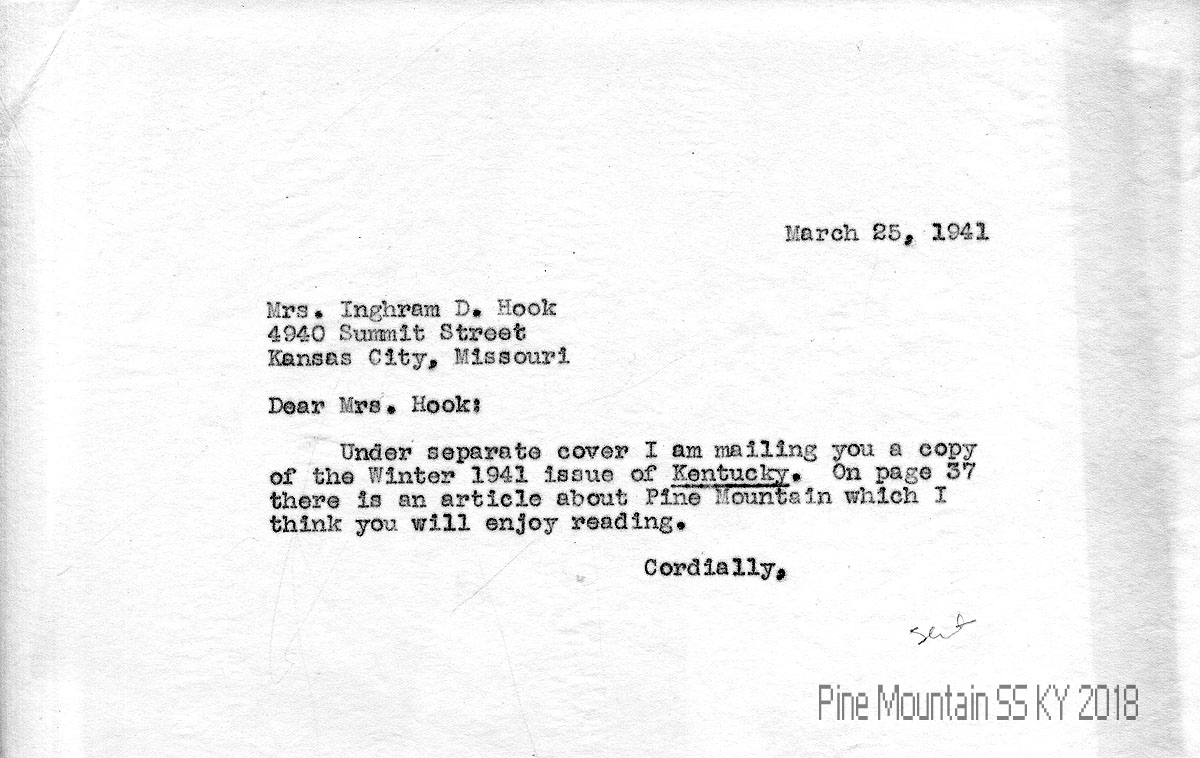 March 25, 1941
Mrs. Inghram D. Hook
4940 Summit Street
Kansas City, Missouri
Dear Mrs. Hook:
Under separate cover I am mailing you a copy
of the Winter 1941 issue of Kentucky. On page 37
there is an article about Pine Mountain which I
think you will enjoy reading.
Cordially,
sent
Pine Mountain SS KY 2018